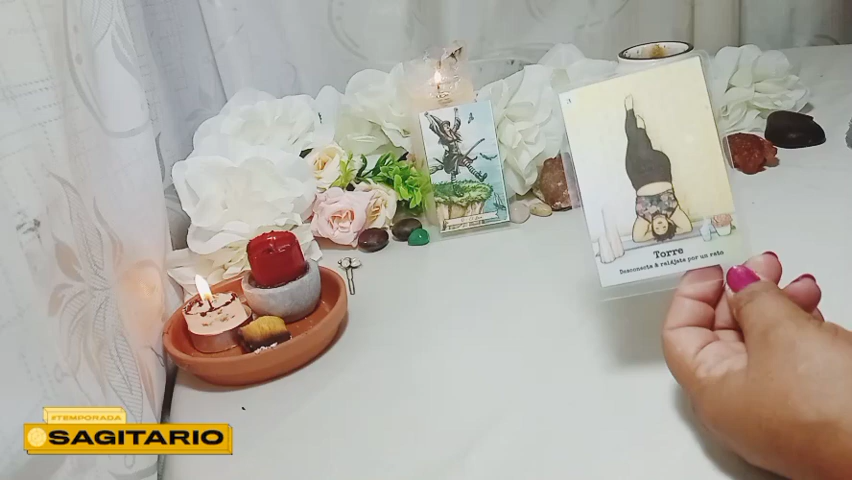 Torre
Desconecta & relájate por un rato
#TEMPORADA
SAGITARIO